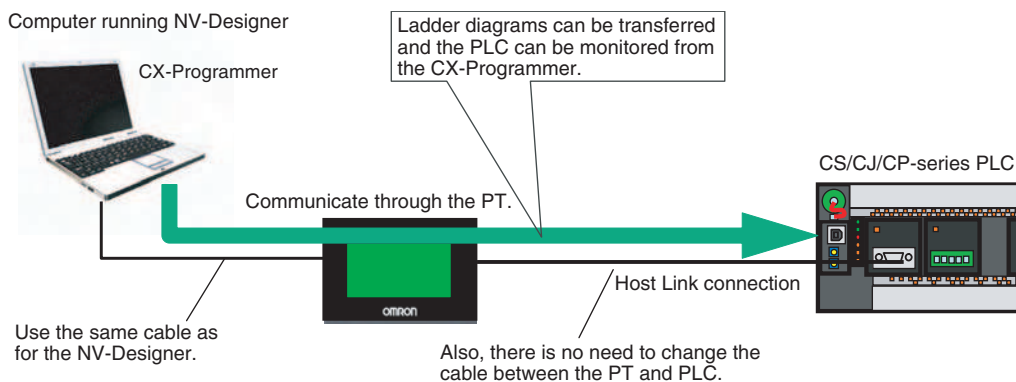 Computer running NV-Designer
CX-Programmer
Ladder diagrams can be transferred
and the PLC can be monitored from
the CX-Programmer.
CS/CJ/CP-series PLC
Communicate through the PT.
Host Link connection
OMRON
Use the same cable as
for the NV-Designer.
Also, there is no need to change the
cable between the PT and PLC.